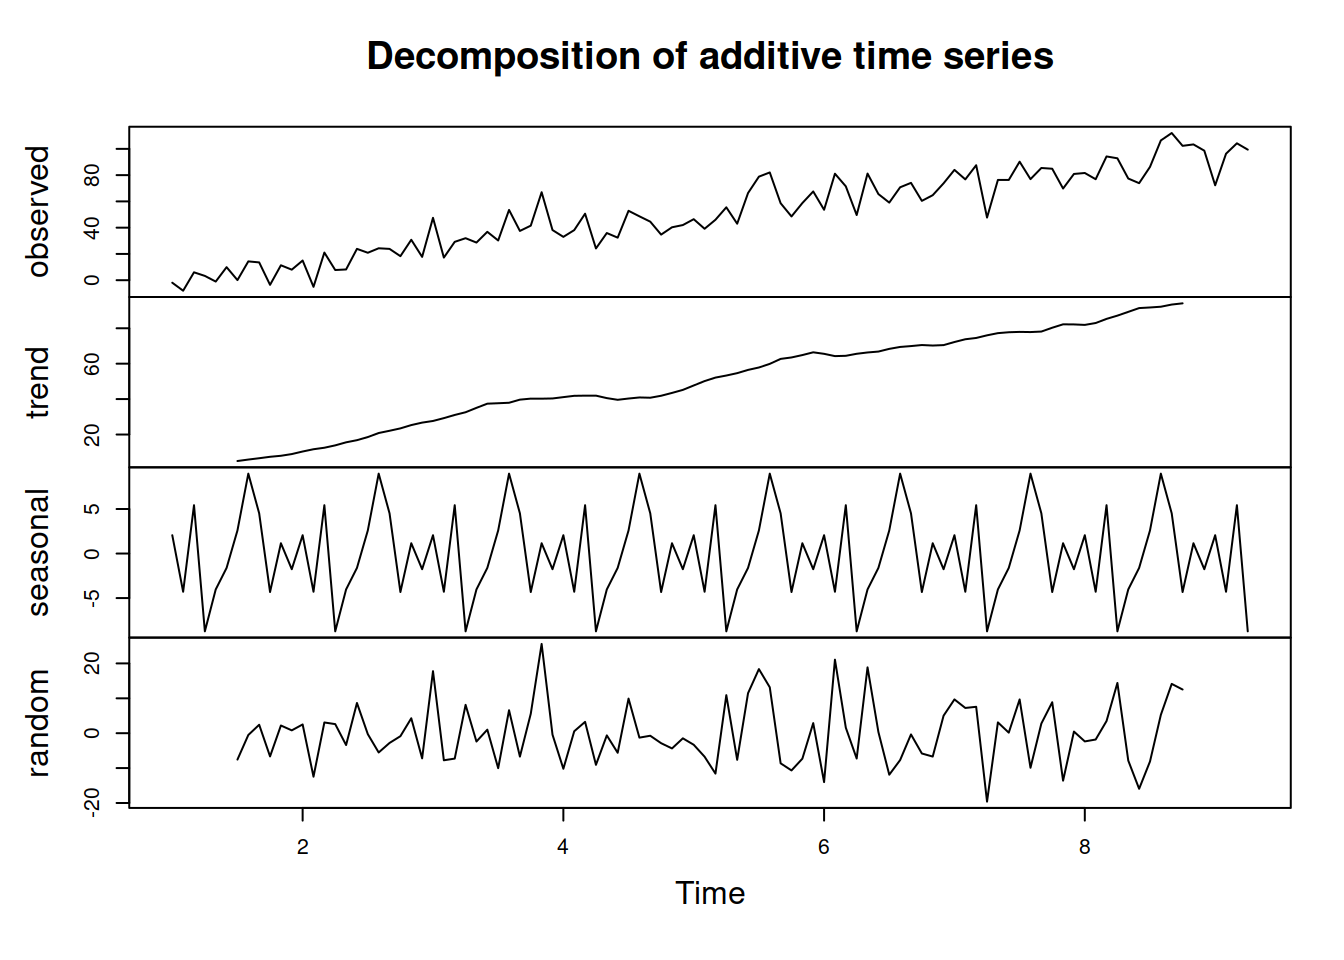 Decomposition of additive time series
observed
0 40 80
trend
20 60
seasonal
-5 0 5
random
-20 0 20
2 4 6 8
Time